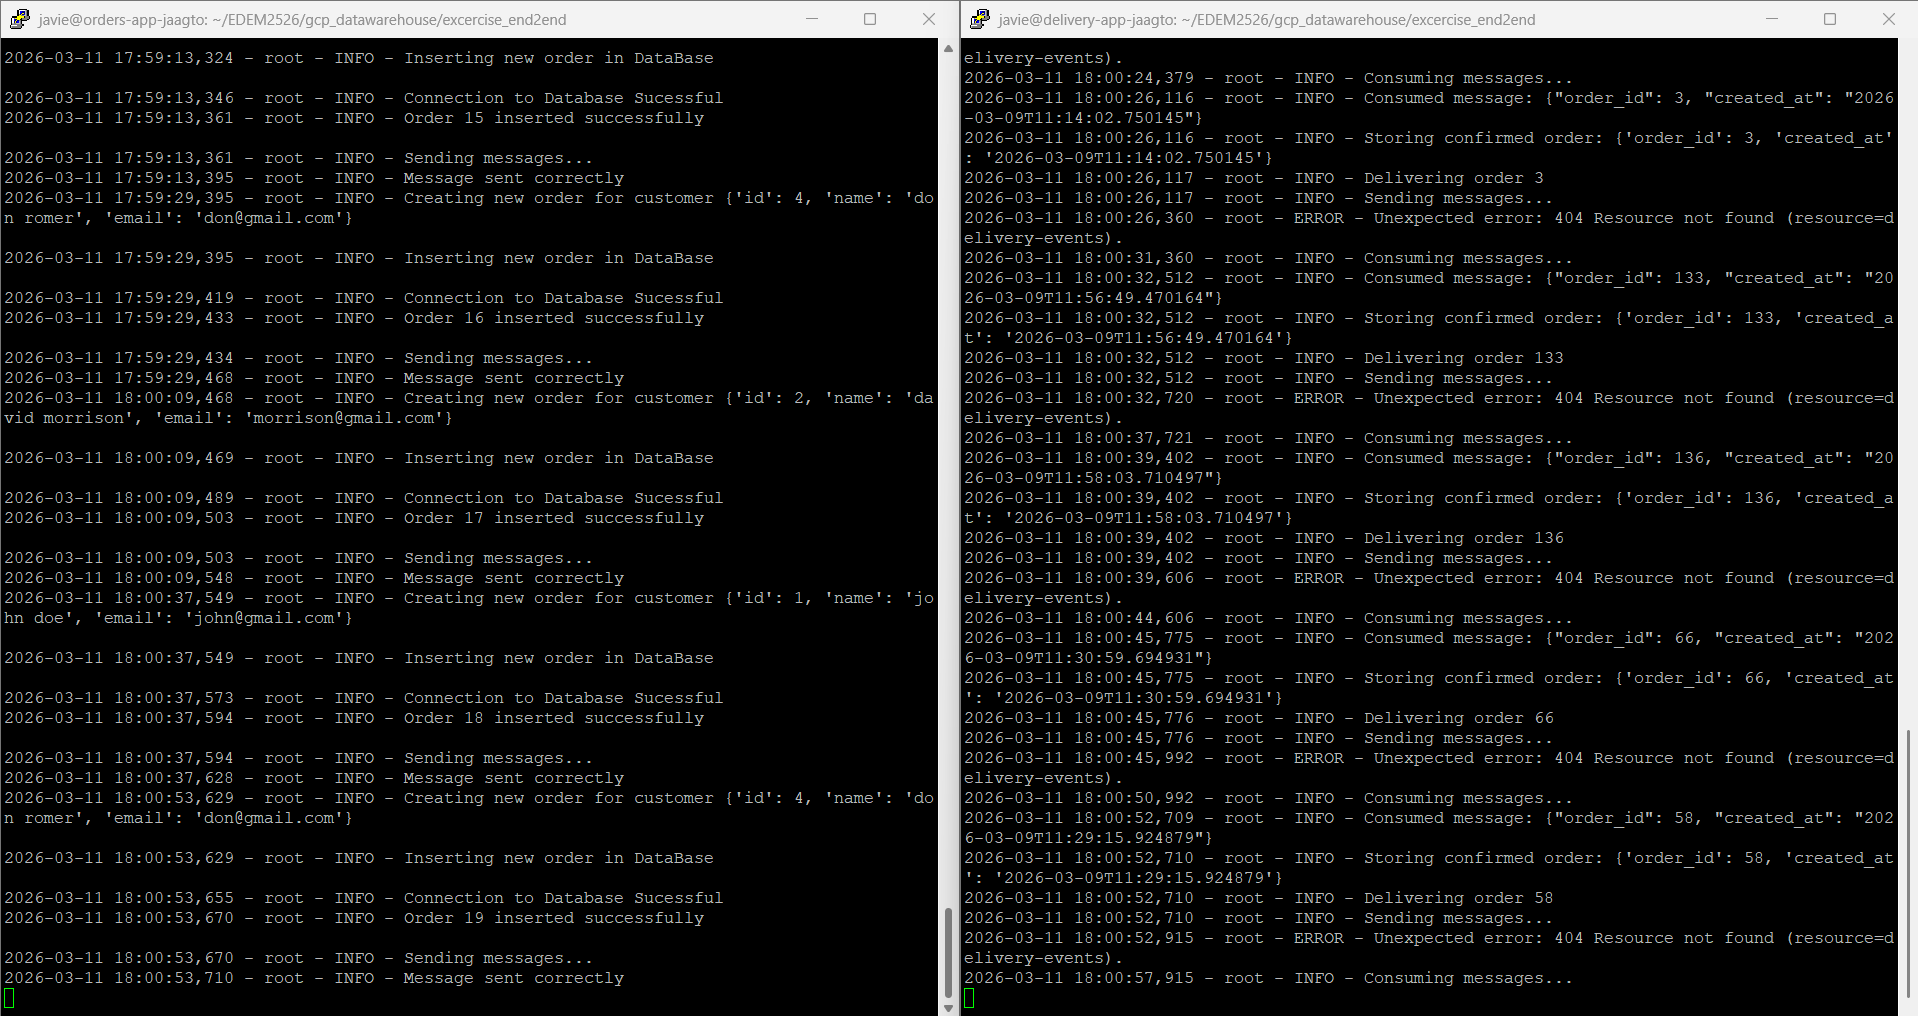 javie@orders-app-jaagto: ~/EDEM2526/gcp_datawarehouse/excercise_end2end
2026-03-11 17:59:13,324 - root - INFO - Inserting new order in DataBase
2026-03-11 17:59:13,346 - root - INFO - Connection to Database Sucessful
2026-03-11 17:59:13,361 - root - INFO - Order 15 inserted successfully
2026-03-11 17:59:13,361 - root - INFO - Sending messages...
2026-03-11 17:59:13,395 - root - INFO - Message sent correctly
2026-03-11 17:59:29,395 - root - INFO - Creating new order for customer {'id': 4, 'name': 'do
n romer', 'email': 'don@gmail.com'}
2026-03-11 17:59:29,395 - root - INFO - Inserting new order in DataBase
2026-03-11 17:59:29,419 - root - INFO - Connection to Database Sucessful
2026-03-11 17:59:29,433 - root - INFO - Order 16 inserted successfully
2026-03-11 17:59:29,434 - root - INFO - Sending messages...
2026-03-11 17:59:29,468 - root - INFO - Message sent correctly
2026-03-11 18:00:09,468 - root - INFO - Creating new order for customer {'id': 2, 'name': 'da
vid morrison', 'email': 'morrison@gmail.com'}
2026-03-11 18:00:09,469 - root - INFO - Inserting new order in DataBase
2026-03-11 18:00:09,489 - root - INFO - Connection to Database Sucessful
2026-03-11 18:00:09,503 - root - INFO - Order 17 inserted successfully
2026-03-11 18:00:09,503 - root - INFO - Sending messages...
2026-03-11 18:00:09,548 - root - INFO - Message sent correctly
2026-03-11 18:00:37,549 - root - INFO - Creating new order for customer {'id': 1, 'name': 'jo
hn doe', 'email': 'john@gmail.com'}
2026-03-11 18:00:37,549 - root - INFO - Inserting new order in DataBase
2026-03-11 18:00:37,573 - root - INFO - Connection to Database Sucessful
2026-03-11 18:00:37,594 - root - INFO - Order 18 inserted successfully
2026-03-11 18:00:37,594 - root - INFO - Sending messages...
2026-03-11 18:00:37,628 - root - INFO - Message sent correctly
2026-03-11 18:00:53,629 - root - INFO - Creating new order for customer {'id': 4, 'name': 'do
n romer', 'email': 'don@gmail.com'}
2026-03-11 18:00:53,629 - root - INFO - Inserting new order in DataBase
2026-03-11 18:00:53,655 - root - INFO - Connection to Database Sucessful
2026-03-11 18:00:53,670 - root - INFO - Order 19 inserted successfully
2026-03-11 18:00:53,670 - root - INFO - Sending messages...
2026-03-11 18:00:53,710 - root - INFO - Message sent correctly
javie@delivery-app-jaagto: ~/EDEM2526/gcp_datawarehouse/excercise_end2end
elivery-events).
2026-03-11 18:00:24,379 - root - INFO - Consuming messages...
2026-03-11 18:00:26,116 - root - INFO - Consumed message: {"order_id": 3, "created_at": "2026
-03-09T11:14:02.750145"}
2026-03-11 18:00:26,116 - root - INFO - Storing confirmed order: {'order_id': 3, 'created_at'
: '2026-03-09T11:14:02.750145'}
2026-03-11 18:00:26,117 - root - INFO - Delivering order 3
2026-03-11 18:00:26,117 - root - INFO - Sending messages...
2026-03-11 18:00:26,360 - root - ERROR - Unexpected error: 404 Resource not found (resource=d
elivery-events).
2026-03-11 18:00:31,360 - root - INFO - Consuming messages...
2026-03-11 18:00:32,512 - root - INFO - Consumed message: {"order_id": 133, "created_at": "20
26-03-09T11:56:49.470164"}
2026-03-11 18:00:32,512 - root - INFO - Storing confirmed order: {'order_id': 133, 'created_a
t': '2026-03-09T11:56:49.470164'}
2026-03-11 18:00:32,512 - root - INFO - Delivering order 133
2026-03-11 18:00:32,512 - root - INFO - Sending messages...
2026-03-11 18:00:32,720 - root - ERROR - Unexpected error: 404 Resource not found (resource=d
elivery-events).
2026-03-11 18:00:37,721 - root - INFO - Consuming messages...
2026-03-11 18:00:39,402 - root - INFO - Consumed message: {"order_id": 136, "created_at": "20
26-03-09T11:58:03.710497"}
2026-03-11 18:00:39,402 - root - INFO - Storing confirmed order: {'order_id': 136, 'created_a
t': '2026-03-09T11:58:03.710497'}
2026-03-11 18:00:39,402 - root - INFO - Delivering order 136
2026-03-11 18:00:39,402 - root - INFO - Sending messages...
2026-03-11 18:00:39,606 - root - ERROR - Unexpected error: 404 Resource not found (resource=d
elivery-events).
2026-03-11 18:00:44,606 - root - INFO - Consuming messages...
2026-03-11 18:00:45,775 - root - INFO - Consumed message: {"order_id": 66, "created_at": "202
6-03-09T11:30:59.694931"}
2026-03-11 18:00:45,775 - root - INFO - Storing confirmed order: {'order_id': 66, 'created_at
': '2026-03-09T11:30:59.694931'}
2026-03-11 18:00:45,776 - root - INFO - Delivering order 66
2026-03-11 18:00:45,776 - root - INFO - Sending messages...
2026-03-11 18:00:45,992 - root - ERROR - Unexpected error: 404 Resource not found (resource=d
elivery-events).
2026-03-11 18:00:50,992 - root - INFO - Consuming messages...
2026-03-11 18:00:52,709 - root - INFO - Consumed message: {"order_id": 58, "created_at": "202
6-03-09T11:29:15.924879"}
2026-03-11 18:00:52,710 - root - INFO - Storing confirmed order: {'order_id': 58, 'created_at
': '2026-03-09T11:29:15.924879'}
2026-03-11 18:00:52,710 - root - INFO - Delivering order 58
2026-03-11 18:00:52,710 - root - INFO - Sending messages...
2026-03-11 18:00:52,915 - root - ERROR - Unexpected error: 404 Resource not found (resource=d
elivery-events).
2026-03-11 18:00:57,915 - root - INFO - Consuming messages...